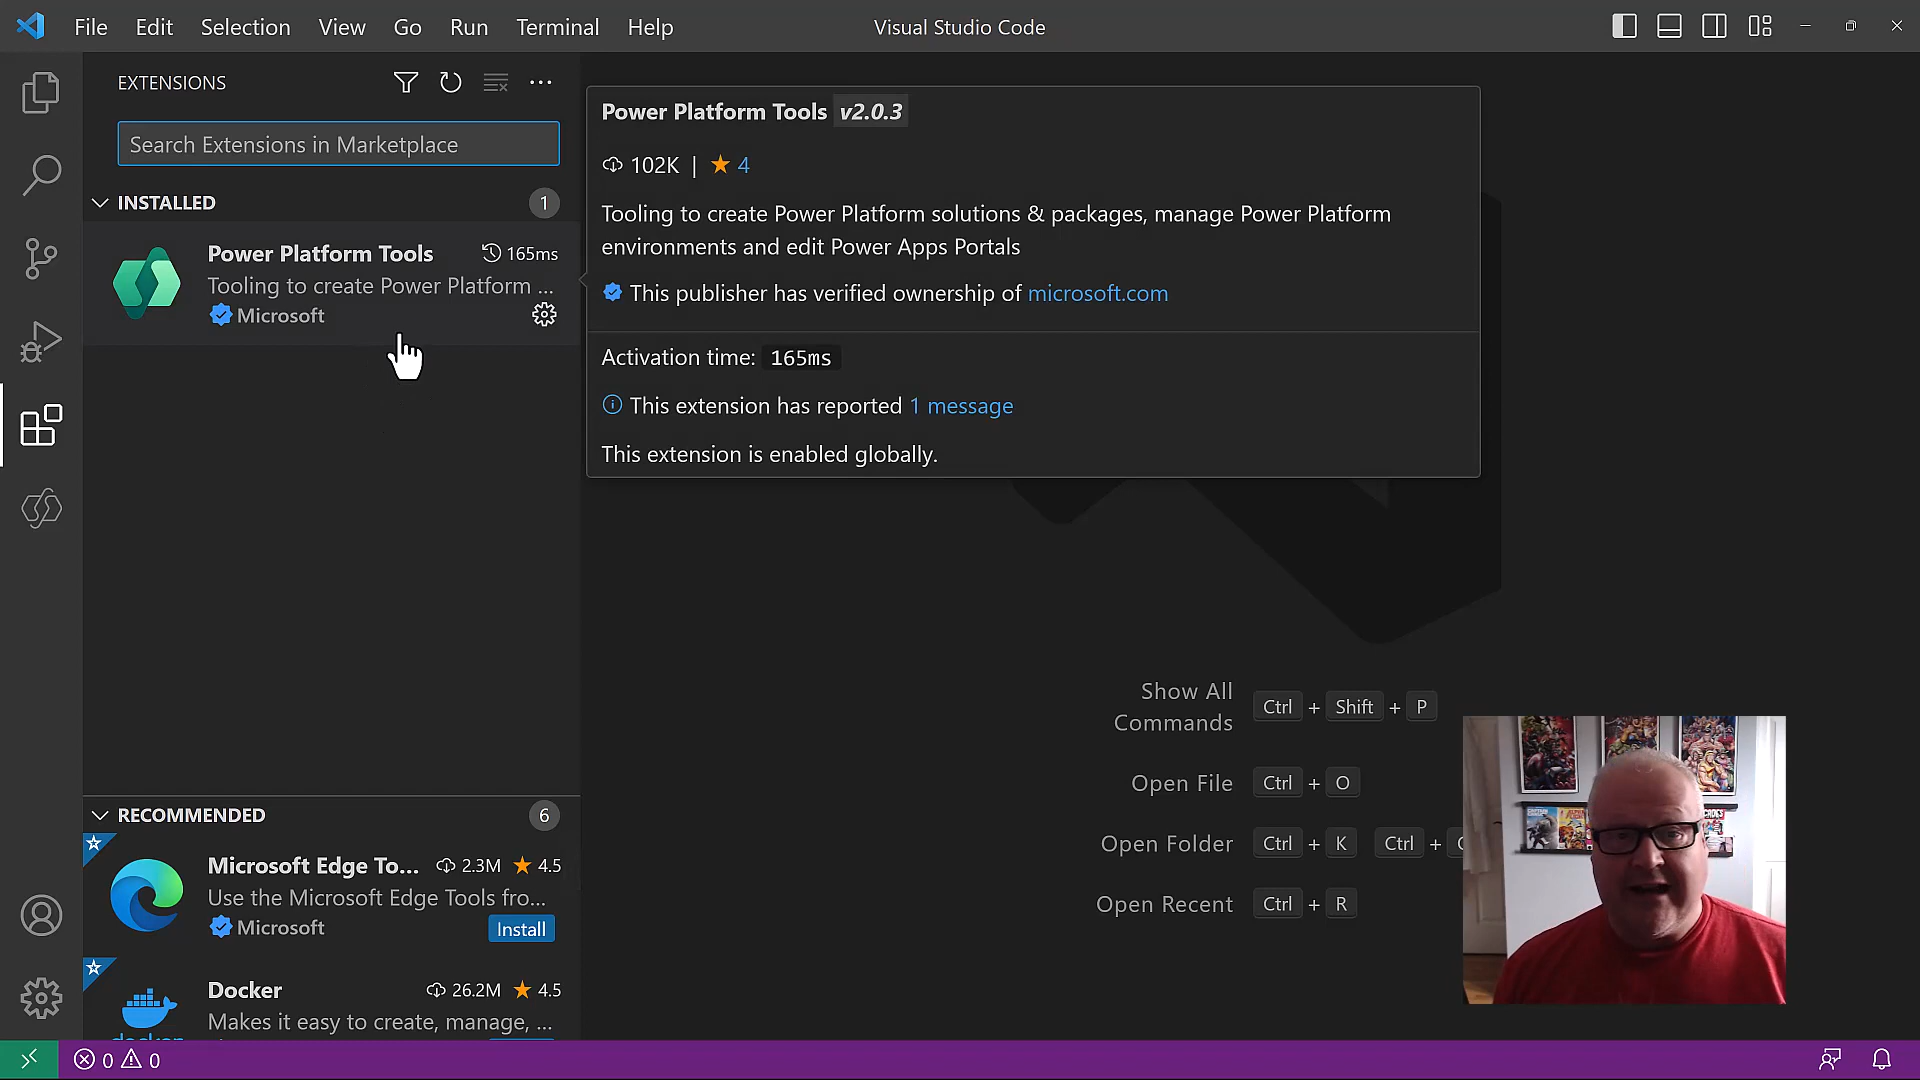 File Edit Selection View Go Run Terminal Help
Visual Studio Code
EXTENSIONS
Search Extensions in Marketplace
INSTALLED 1
Power Platform Tools 165ms
Tooling to create Power Platform ...
Microsoft
Power Platform Tools v2.0.3
102K | 4
Tooling to create Power Platform solutions & packages, manage Power Platform
environments and edit Power Apps Portals
This publisher has verified ownership of microsoft.com
Activation time: 165ms
This extension has reported 1 message
This extension is enabled globally.
Show All
Commands Ctrl + Shift + P
Open File Ctrl + O
Open Folder Ctrl + K Ctrl +
Open Recent Ctrl + R
RECOMMENDED 6
Microsoft Edge To... 2.3M 4.5
Use the Microsoft Edge Tools fro...
Microsoft
Install
Docker 26.2M 4.5
Makes it easy to create, manage, ...
0 0